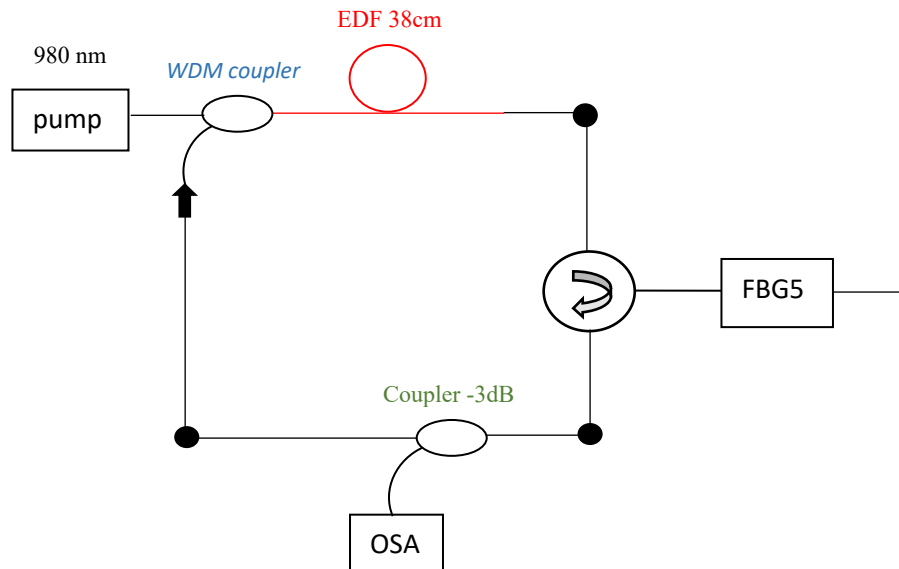 EDF 38cm
980 nm
WDM coupler
pump
FBG5
Coupler -3dB
OSA